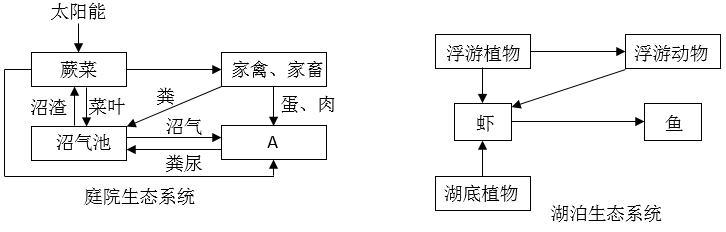 太阳能
蕨菜
家禽、家畜
沼渣
菜叶
粪
蛋、肉
沼气池
沼气
粪尿
A
庭院生态系统
浮游植物
浮游动物
虾
鱼
湖底植物
湖泊生态系统